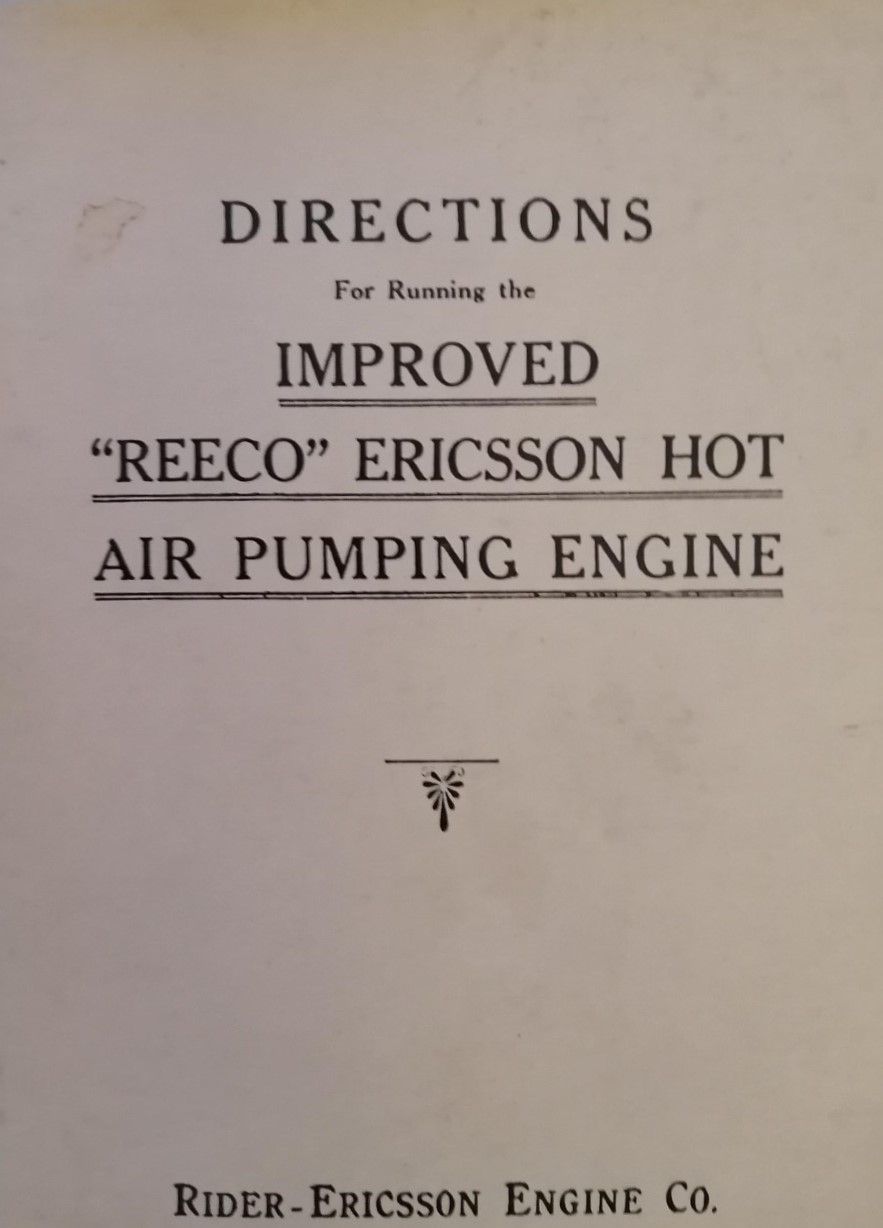 DIRECTIONS
For Running the
IMPROVED
“REECO” ERICSSON HOT
AIR PUMPING ENGINE
RIDER-ERICSSON ENGINE CO.